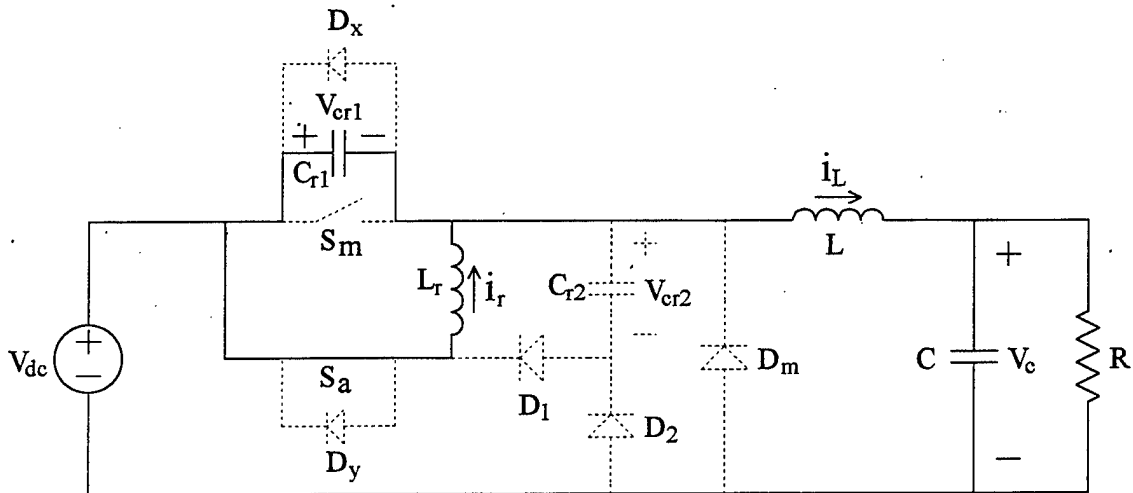 Dx
Vcr1
+ −
Cr1
Sm
iL
L
Lr
ir
Cr2
+
Vcr2
−
Vdc
+
−
Sa
D1
Dm
C
+
Vc
−
R
Dy
D2